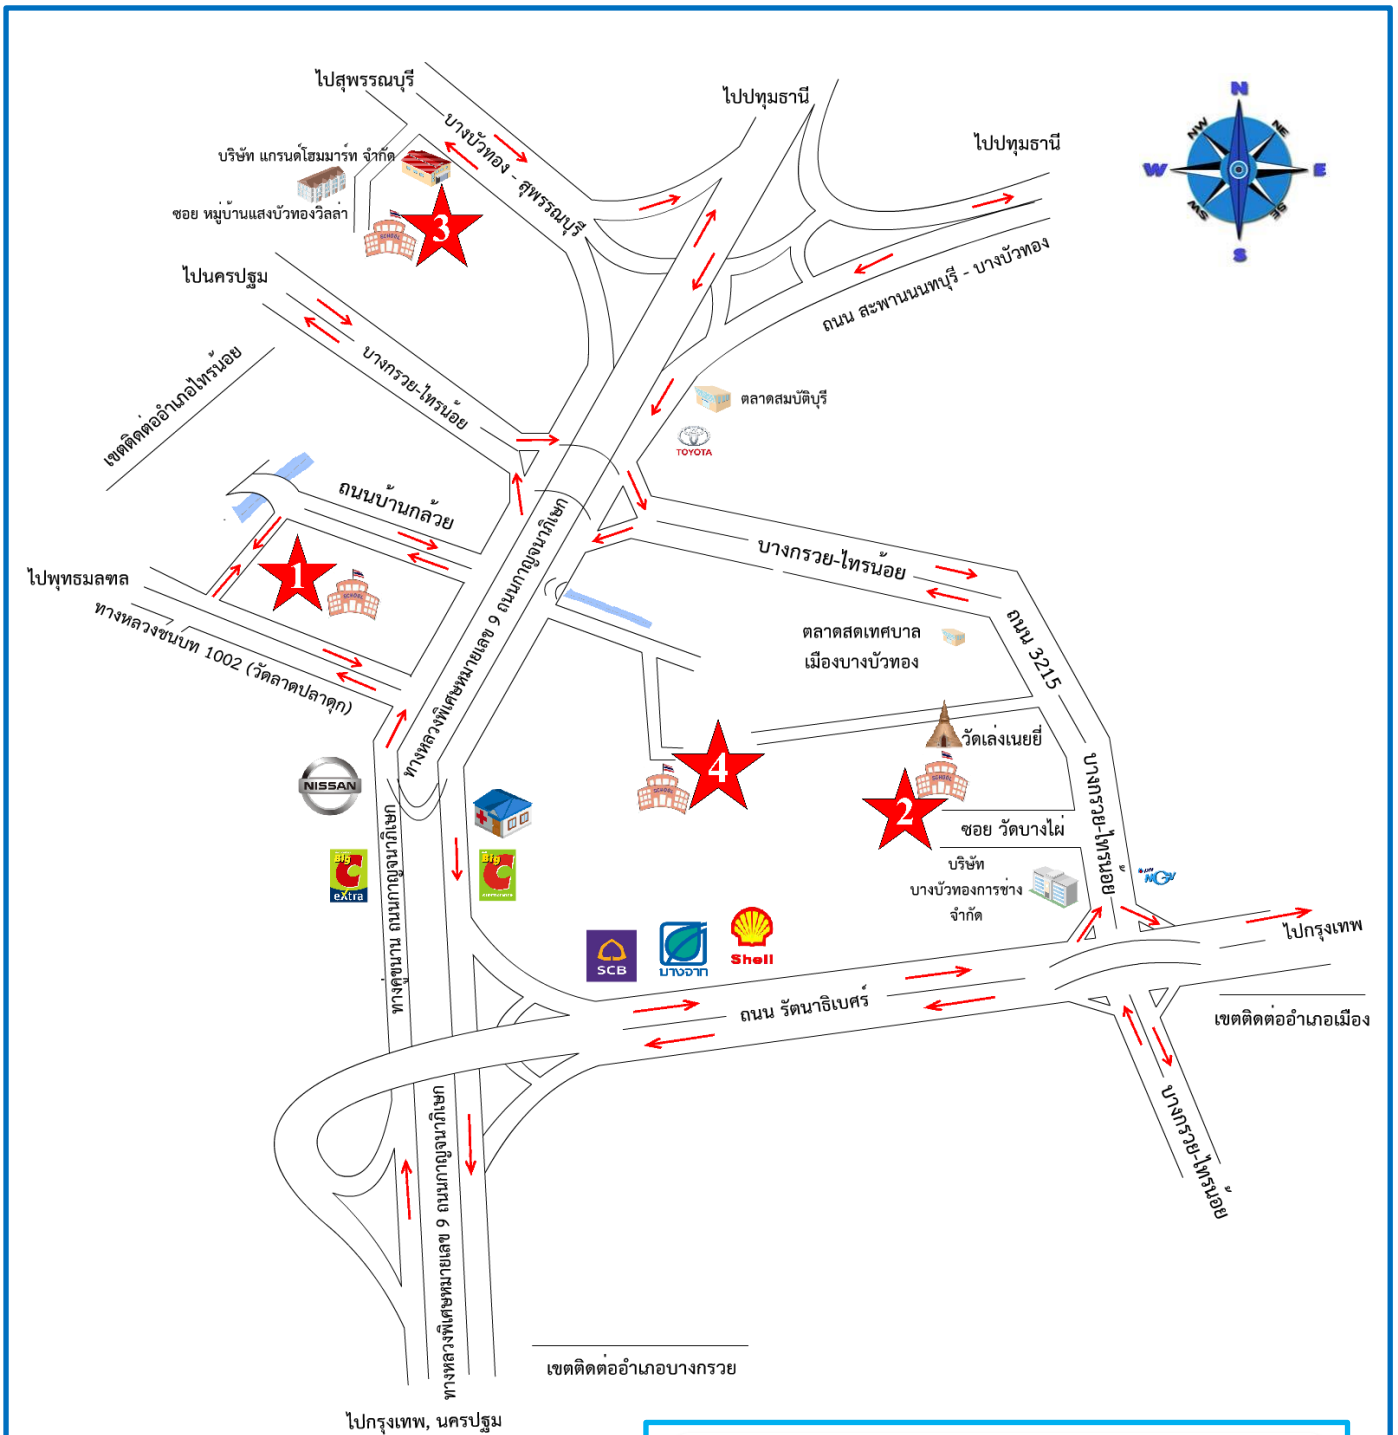 ไปสุพรรณบุรี
บางบัวทอง - สุพรรณบุรี
ไปปทุมธานี
ไปปทุมธานี
N
NW
NE
W
E
SW
SE
S
บริษัท แกรนด์โฮมมาร์ท จำกัด
ซอย หมู่บ้านแสงบัวทองวิลล่า
SCHOOL
3
ไปนครปฐม
ถนน สะพานนนทบุรี - บางบัวทอง
บางกรวย-ไทรน้อย
เขตติดต่ออำเภอไทรน้อย
ตลาดสมบัติบุรี
TOYOTA
ถนนบ้านกล้วย
ทางหลวงพิเศษหมายเลข 9 ถนนกาญจนาภิเษก
บางกรวย-ไทรน้อย
ไปพุทธมลฑล
1
SCHOOL
ทางหลวงชนบท 1002 (วัดลาดปลาดุก)
ตลาดสดเทศบาล
เมืองบางบัวทอง
ถนน 3215
วัดเล่งเนยยี่
4
SCHOOL
2
SCHOOL
บางกรวย-ไทรน้อย
NISSAN
ซอย วัดบางไผ่
ทางคู่ขนาน ถนนกาญจนาภิเษก
Big
C
eXtra
Big
C
บริษัท
บางบัวทองการช่าง
จำกัด
NGV
SCB
บางจาก
Shell
ไปกรุงเทพ
ถนน รัตนาธิเบศร์
เขตติดต่ออำเภอเมือง
บางกรวย-ไทรน้อย
ทางหลวงพิเศษหมายเลข 9 ถนนกาญจนาภิเษก
เขตติดต่ออำเภอบางกรวย
ไปกรุงเทพ, นครปฐม